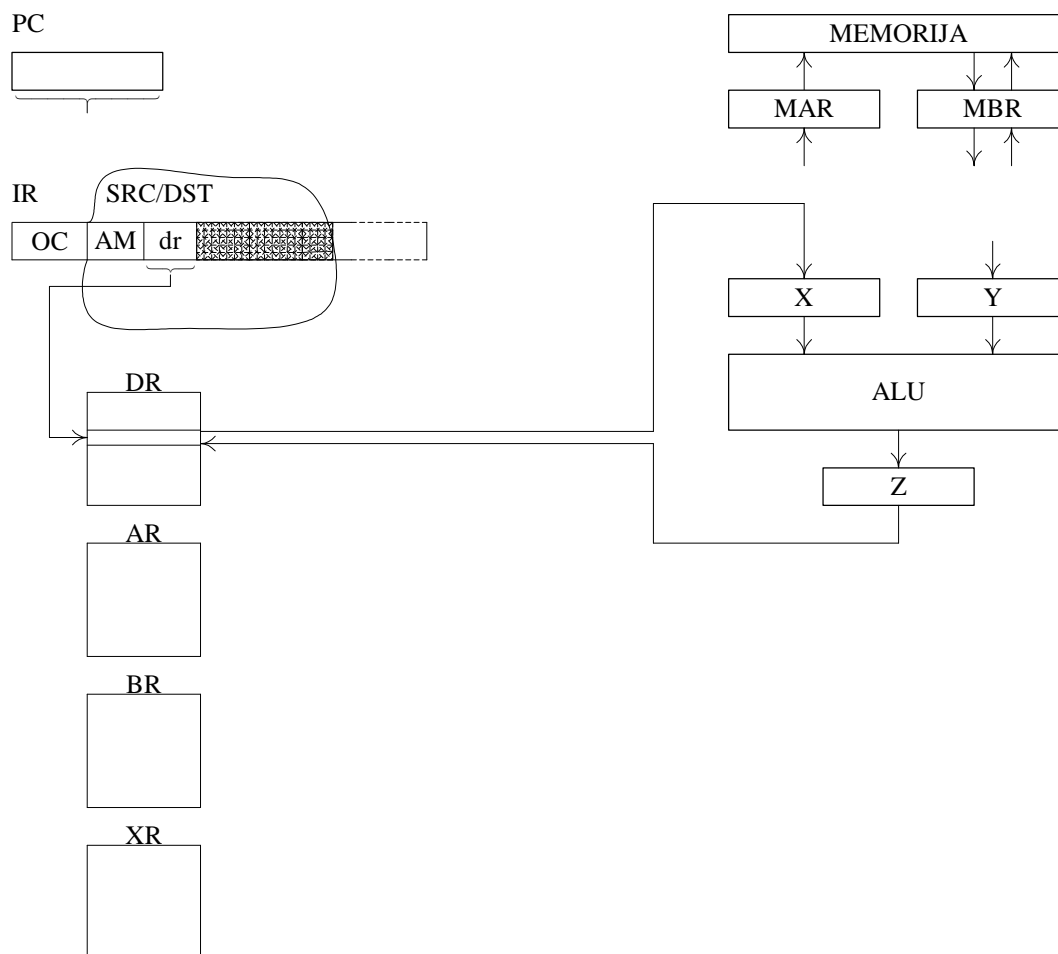 PC
MEMORIJA
MAR MBR
IR SRC/DST
OC AM dr
X Y
DR
ALU
Z
AR
BR
XR